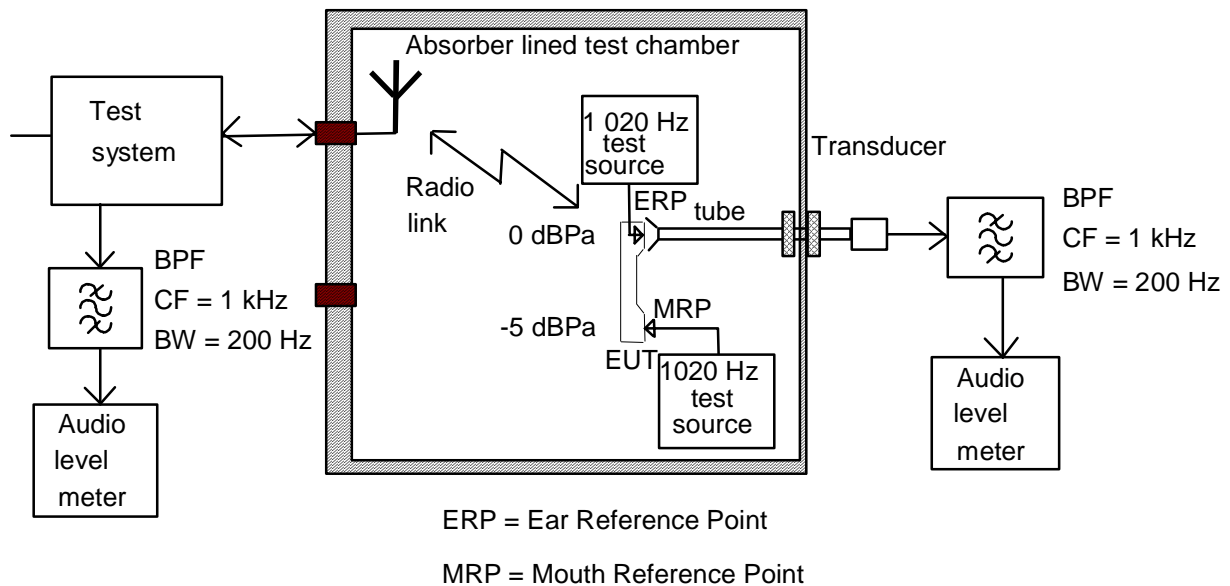 Absorber lined test chamber
Test
system
1 020 Hz
test
source
Transducer
Radio
link
ERP
tube
0 dBPa
BPF
CF = 1 kHz
BW = 200 Hz
BPF
CF = 1 kHz
BW = 200 Hz
-5 dBPa
MRP
EUT
1020 Hz
test
source
Audio
level
meter
Audio
level
meter
ERP = Ear Reference Point
MRP = Mouth Reference Point